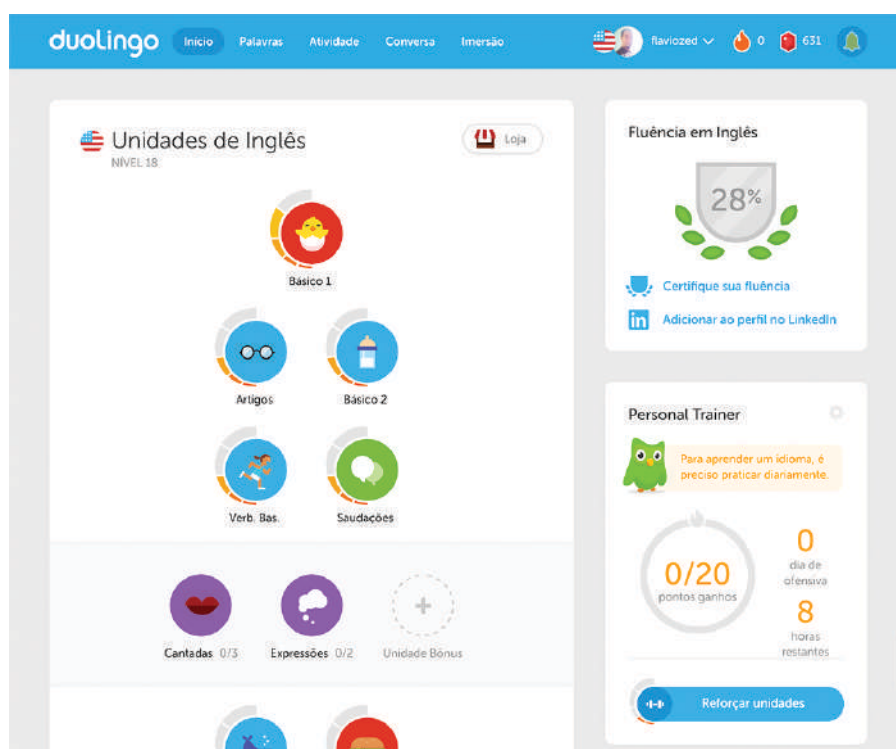 duolingo
Início
Palavras
Atividade
Conversa
Imersão
flaviozed
0
631
Unidades de Inglês
NÍVEL 18
Loja
Básico 1
Artigos
Básico 2
Verb. Bas.
Saudações
Cantadas 0/3
Expressões 0/2
Unidade Bônus
Fluência em Inglês
28%
Certifique sua fluência
in
Adicionar ao perfil no LinkedIn
Personal Trainer
Para aprender um idioma, é
preciso praticar diariamente.
0/20
pontos ganhos
0
dia de
ofensiva
8
horas
restantes
Reforçar unidades